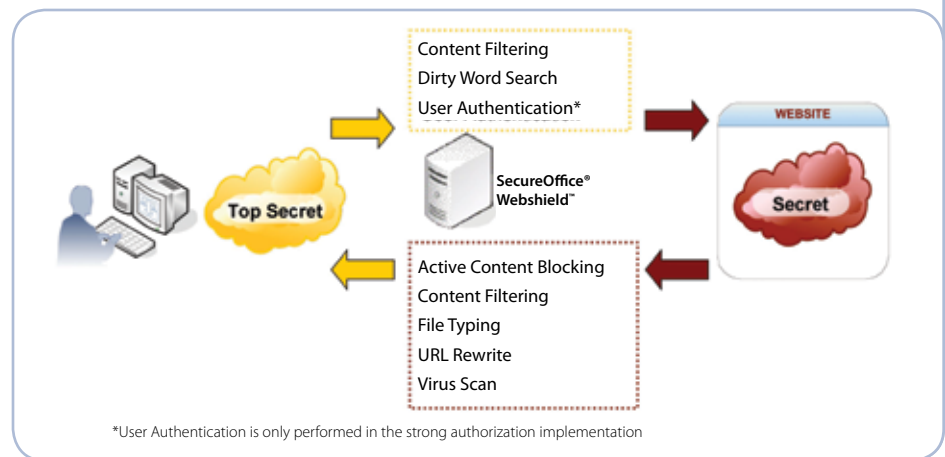 Content Filtering
Dirty Word Search
User Authentication*
WEBSITE
SecureOffice®
Webshield™
Top Secret
Secret
Active Content Blocking
Content Filtering
File Typing
URL Rewrite
Virus Scan
*User Authentication is only performed in the strong authorization implementation